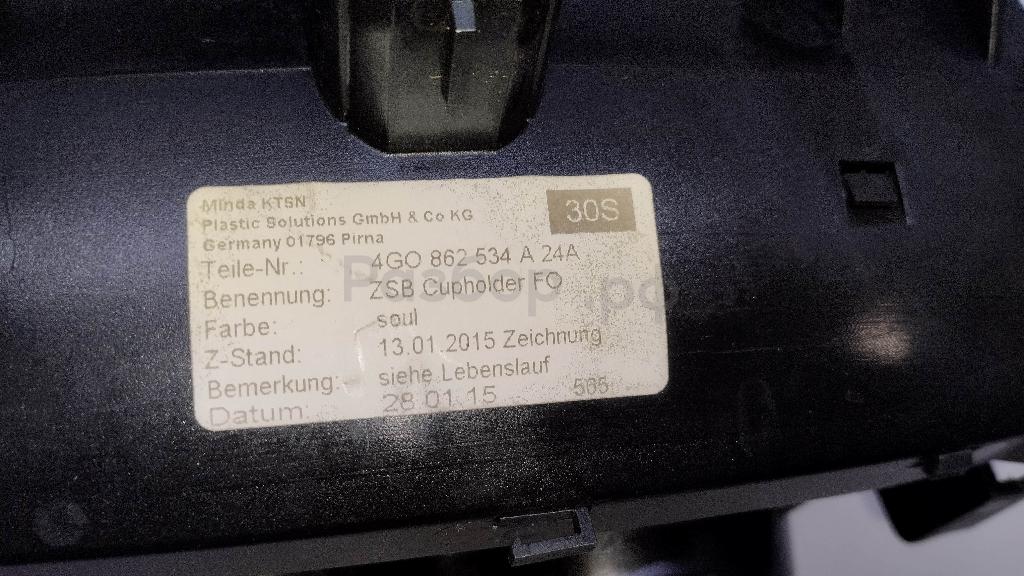 Minda KTSN
Plastic Solutions GmbH & Co KG
Germany 01796 Pirna
30S
Teile-Nr.: 4GO 862 534 A 24A
Benennung: ZSB Cupholder FO
Farbe: soul
Z-Stand: 13.01.2015 Zeichnung
Bemerkung: siehe Lebenslauf
Datum: 28 01 15 565
Разбор